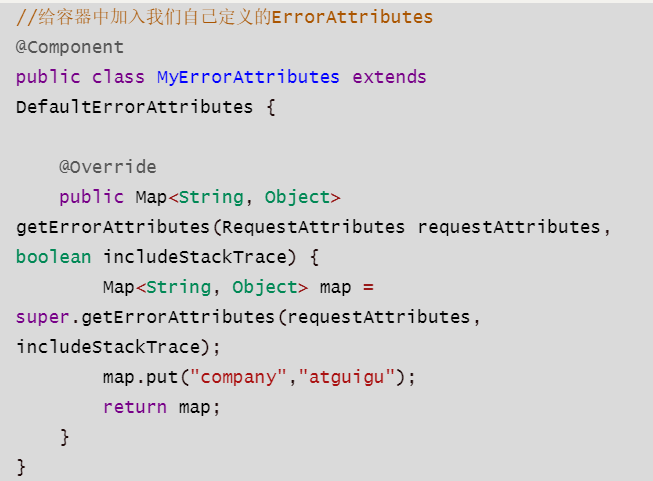 //给容器中加入我们自己定义的ErrorAttributes
@Component
public class MyErrorAttributes extends
DefaultErrorAttributes {
@Override
public Map<String, Object>
getErrorAttributes(RequestAttributes requestAttributes,
boolean includeStackTrace) {
Map<String, Object> map =
super.getErrorAttributes(requestAttributes,
includeStackTrace);
map.put("company","atguigu");
return map;
}
}